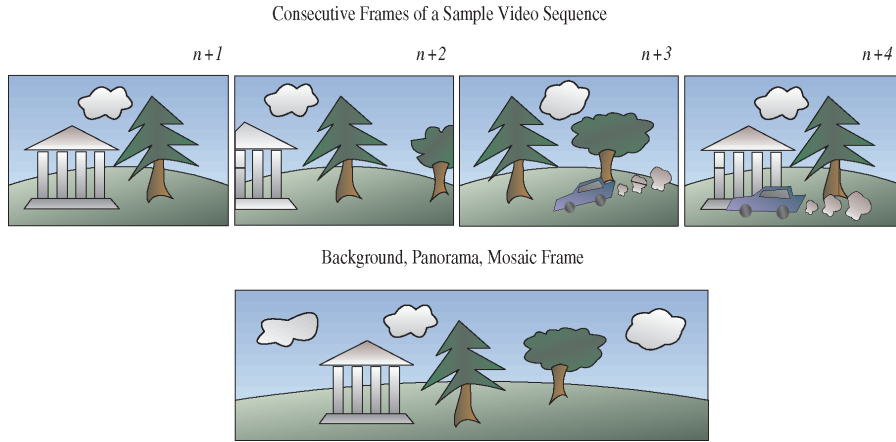 Consecutive Frames of a Sample Video Sequence
n+1 n+2 n+3 n+4
Background, Panorama, Mosaic Frame